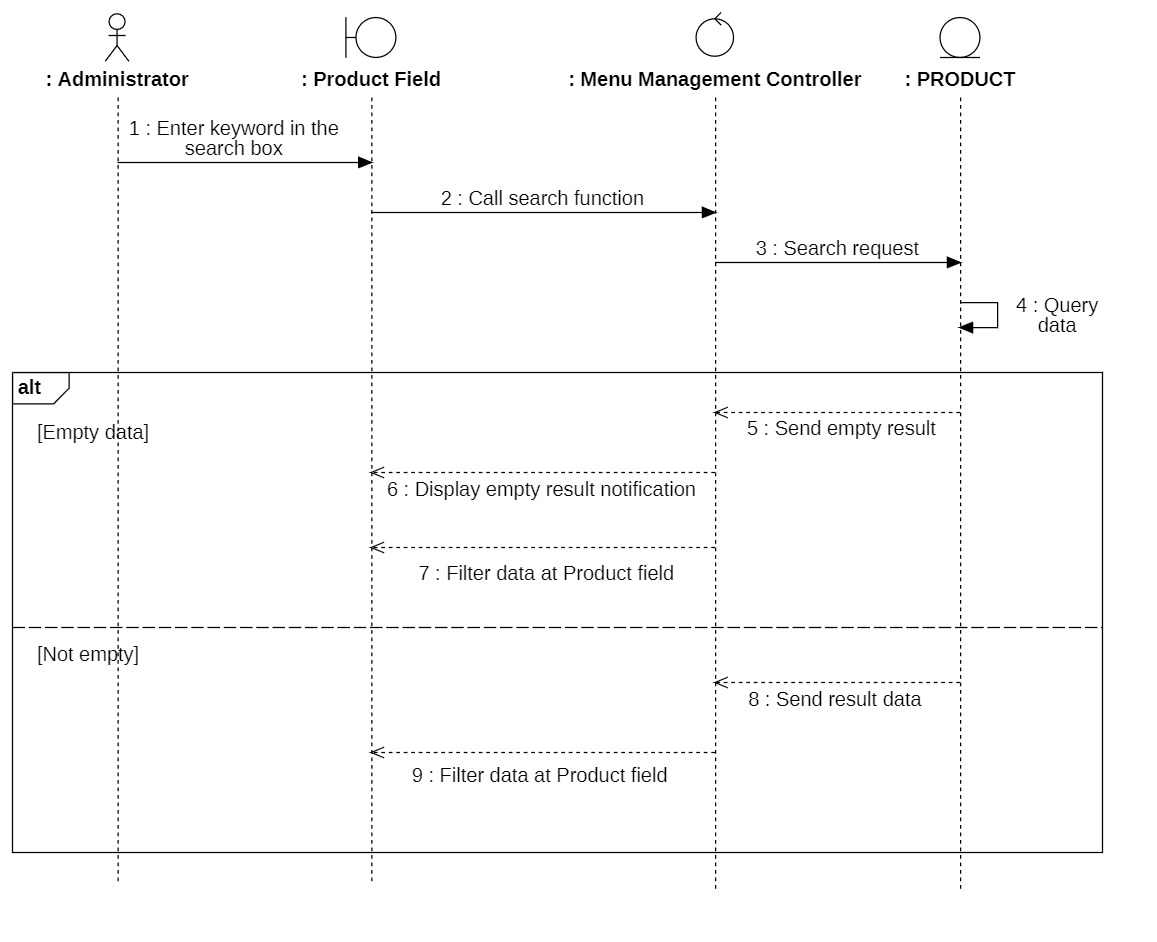 : Administrator
: Product Field
: Menu Management Controller
: PRODUCT
1 : Enter keyword in the
search box
2 : Call search function
3 : Search request
4 : Query
data
alt
[Empty data]
5 : Send empty result
6 : Display empty result notification
7 : Filter data at Product field
[Not empty]
8 : Send result data
9 : Filter data at Product field